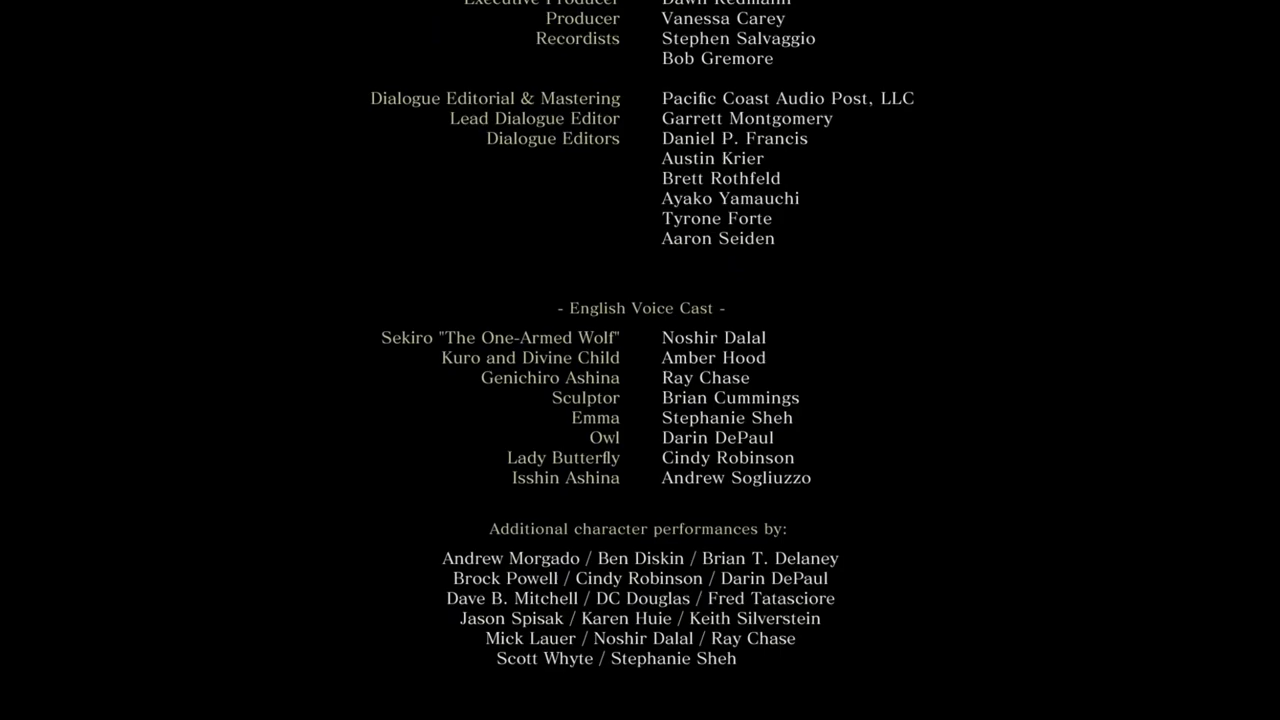 Executive Producer Dawn Redmann
Producer Vanessa Carey
Recordists Stephen Salvaggio
Bob Gremore
Dialogue Editorial & Mastering Pacific Coast Audio Post, LLC
Lead Dialogue Editor Garrett Montgomery
Dialogue Editors Daniel P. Francis
Austin Krier
Brett Rothfeld
Ayako Yamauchi
Tyrone Forte
Aaron Seiden
- English Voice Cast -
Sekiro "The One-Armed Wolf" Noshir Dalal
Kuro and Divine Child Amber Hood
Genichiro Ashina Ray Chase
Sculptor Brian Cummings
Emma Stephanie Sheh
Owl Darin DePaul
Lady Butterfly Cindy Robinson
Isshin Ashina Andrew Sogliuzzo
Additional character performances by:
Andrew Morgado / Ben Diskin / Brian T. Delaney
Brock Powell / Cindy Robinson / Darin DePaul
Dave B. Mitchell / DC Douglas / Fred Tatasciore
Jason Spisak / Karen Huie / Keith Silverstein
Mick Lauer / Noshir Dalal / Ray Chase
Scott Whyte / Stephanie Sheh